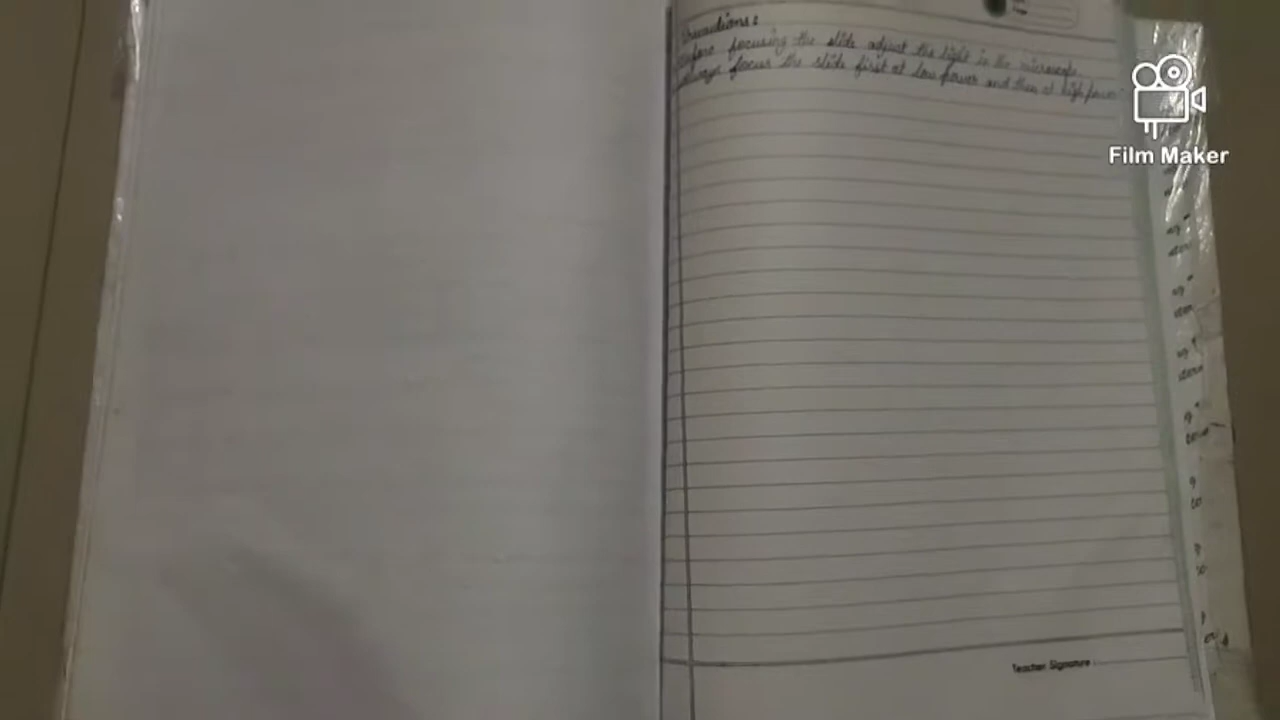 Precautions:
Before focusing the slide adjust the light in the microscope
Always focus the slide first at low power and then at high power
Film Maker
Teacher Signature